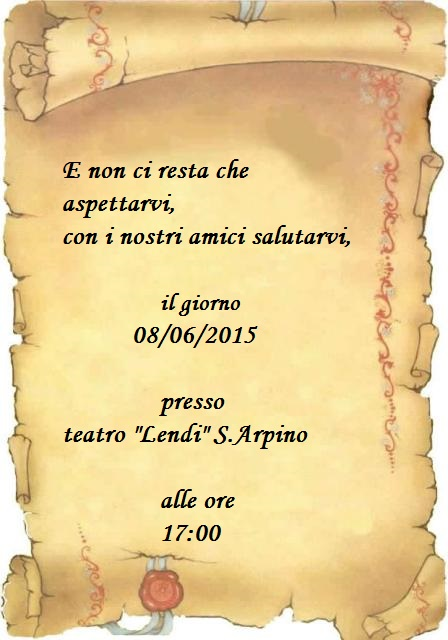 E non ci resta che
aspettarvi,
con i nostri amici salutarvi,
il giorno
08/06/2015
presso
teatro "Lendi" S.Arpino
alle ore
17:00